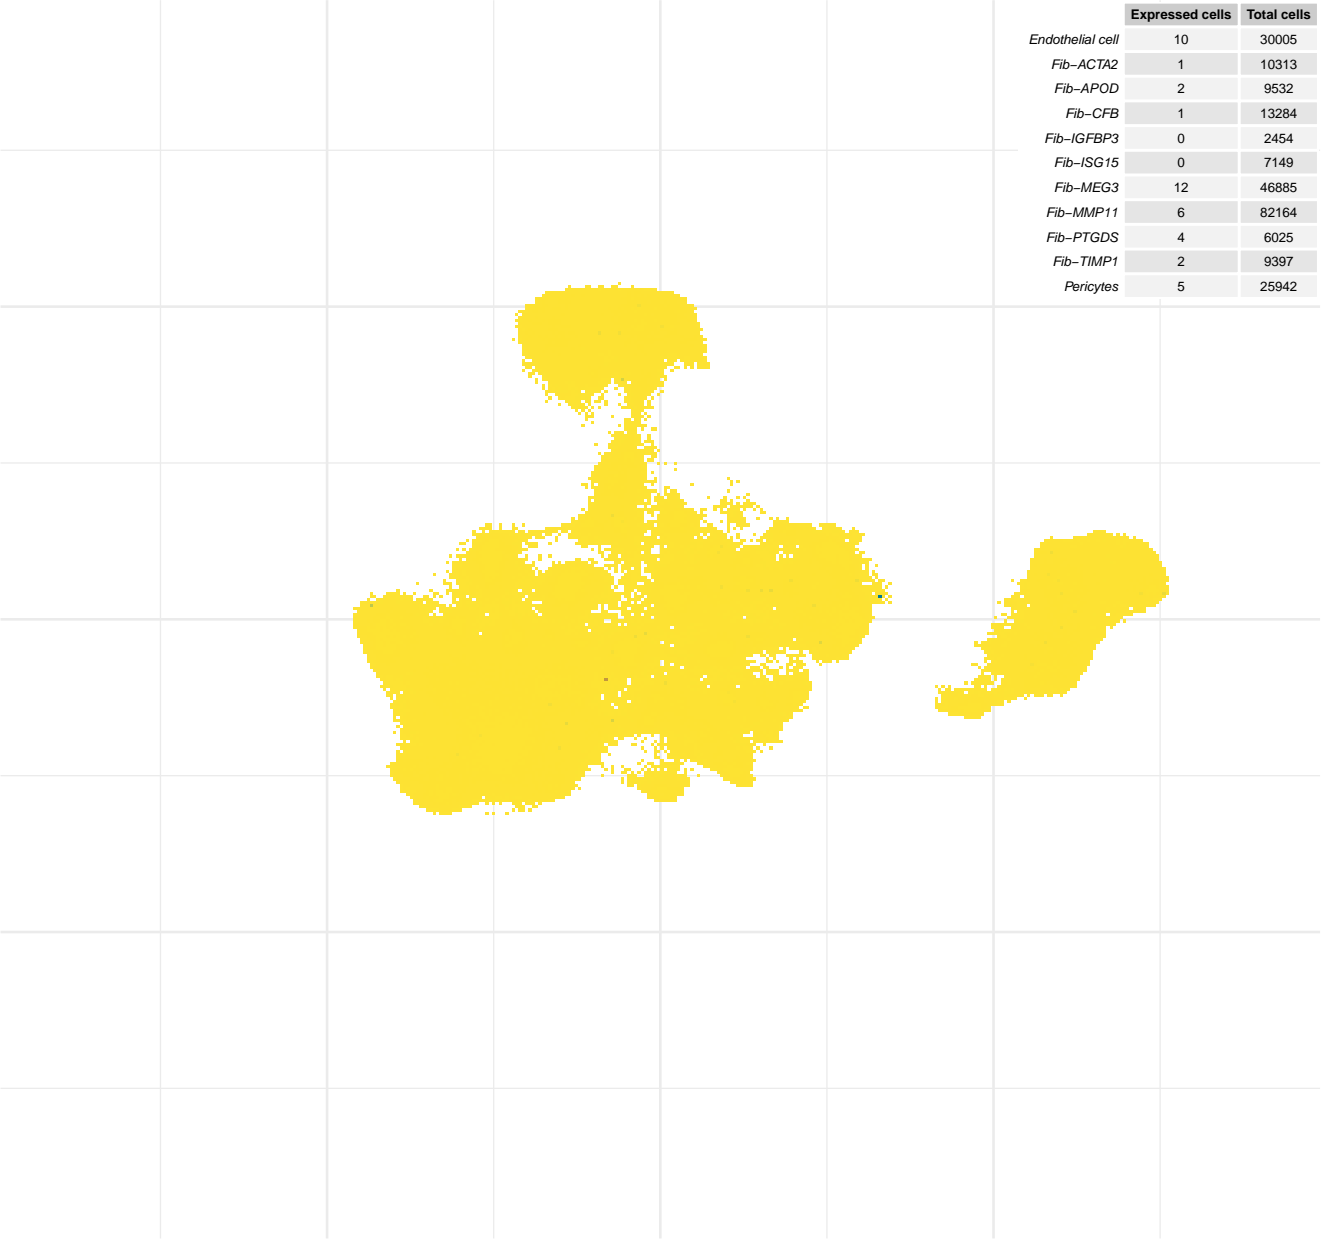 Expressed cells Total cells
Endothelial cell 10 30005
Fib−ACTA2 1 10313
Fib−APOD 2 9532
Fib−CFB 1 13284
Fib−IGFBP3 0 2454
Fib−ISG15 0 7149
Fib−MEG3 12 46885
Fib−MMP11 6 82164
Fib−PTGDS 4 6025
Fib−TIMP1 2 9397
Pericytes 5 25942